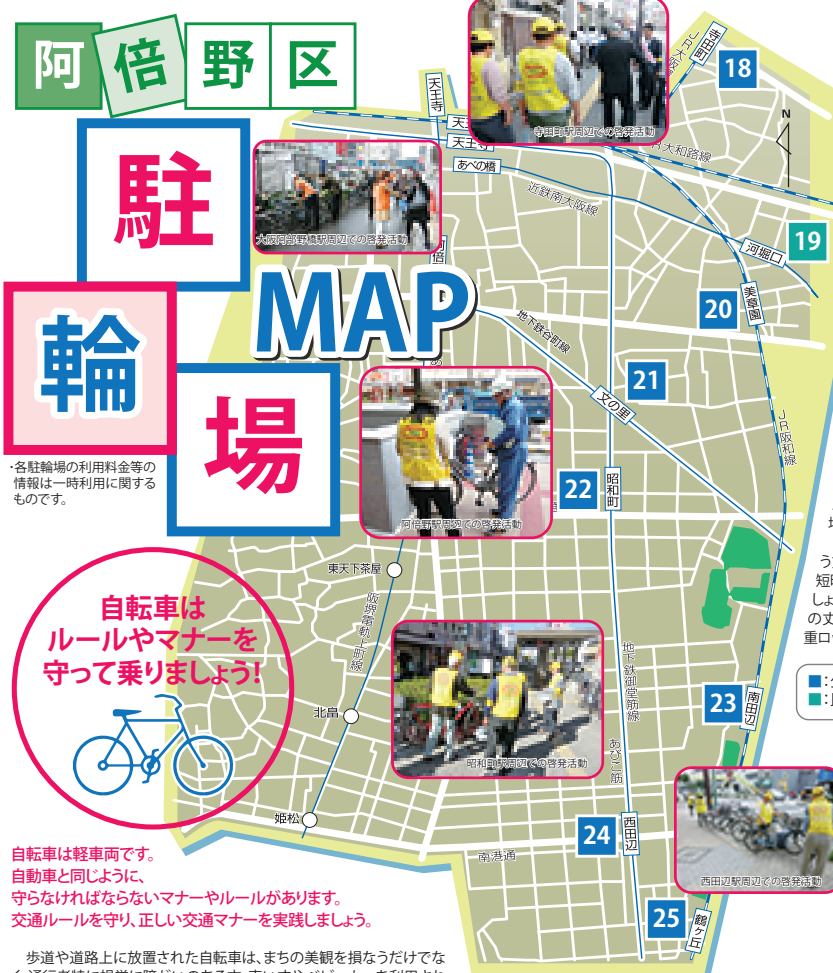 阿倍野区
駐
輪
場
MAP
・各駐輪場の利用料金等の
情報は一時利用に関する
ものです。
寺田町駅周辺での啓発活動
大阪阿部野橋駅周辺での啓発活動
阿倍野駅周辺での啓発活動
昭和町駅周辺での啓発活動
西田辺駅周辺での啓発活動
天王寺
天王寺
あべの橋
寺田町
JR大阪
大和路線
N
近鉄南大阪線
河堀口
美章園
地下鉄谷町線
文の里
JR阪和線
昭和町
東天下茶屋
阪堺電軌上町線
北畠
姫松
地下鉄御堂筋線
あびこ筋
南田辺
西田辺
南港通
鶴ヶ丘
18
19
20
21
22
23
24
25
自転車は
ルールやマナーを
守って乗りましょう!
自転車は軽車両です。
自動車と同じように、
守らなければならないマナーやルールがあります。
交通ルールを守り、正しい交通マナーを実践しましょう。
歩道や道路上に放置された自転車は、まちの美観を損なうだけでな
短
しょ
の丈
重ロ